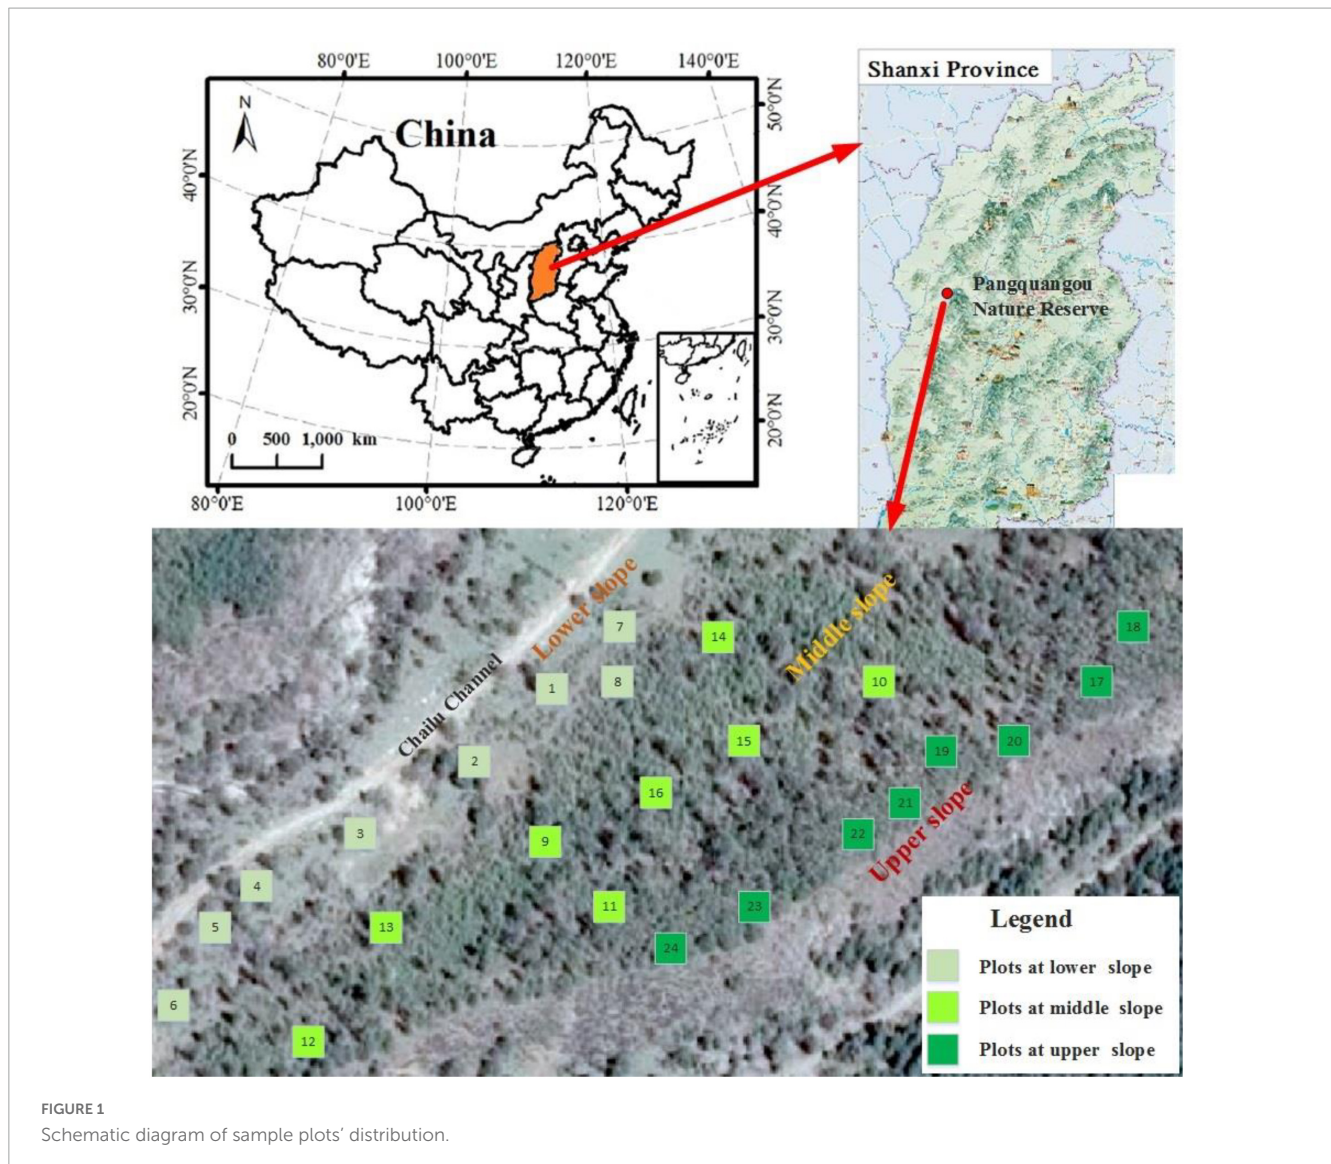 80°0'E 100°0'E 120°0'E 140°0'E
N
China
50°0'N
40°0'N
40°0'N
30°0'N
30°0'N
20°0'N
20°0'N
0 500 1,000 km
80°0'E 100°0'E 120°0'E
Shanxi Province
Pangquangou
Nature Reserve
Lower slope
Middle slope
Upper slope
Chailu Channel
7
14
18
1
8
10
17
2
15
19
20
16
21
3
9
22
4
11
23
5
13
24
6
12
Legend
Plots at lower slope
Plots at middle slope
Plots at upper slope
FIGURE 1
Schematic diagram of sample plots' distribution.